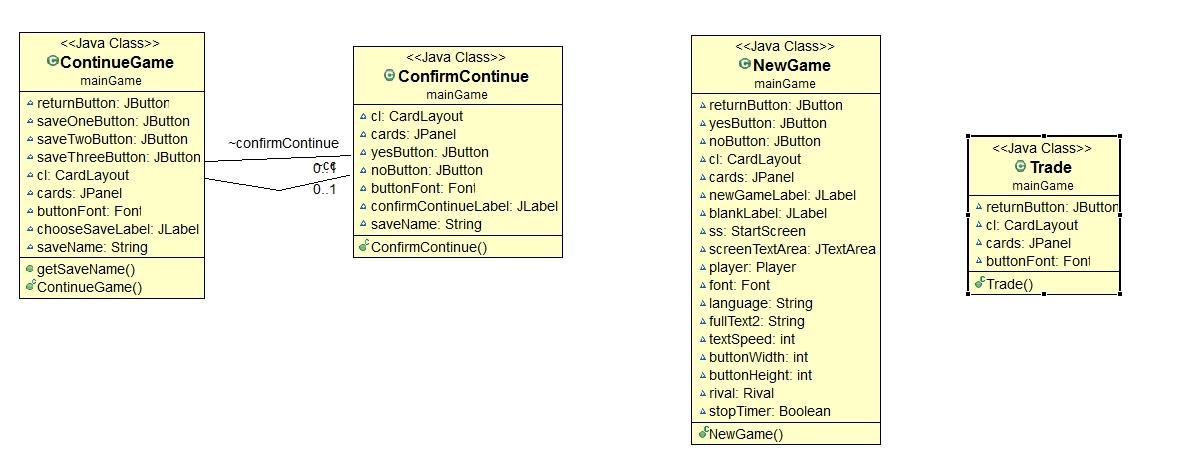 <<Java Class>>
ContinueGame
mainGame
returnButton: JButton
saveOneButton: JButton
saveTwoButton: JButton
saveThreeButton: JButton
cl: CardLayout
cards: JPanel
buttonFont: Font
chooseSaveLabel: JLabel
saveName: String
getSaveName()
ContinueGame()
~confirmContinue
0..1
~cg
0..1
<<Java Class>>
ConfirmContinue
mainGame
cl: CardLayout
cards: JPanel
yesButton: JButton
noButton: JButton
buttonFont: Font
confirmContinueLabel: JLabel
saveName: String
ConfirmContinue()
<<Java Class>>
NewGame
mainGame
returnButton: JButton
yesButton: JButton
noButton: JButton
cl: CardLayout
cards: JPanel
newGameLabel: JLabel
blankLabel: JLabel
ss: StartScreen
screenTextArea: JTextArea
player: Player
font: Font
language: String
fullText2: String
textSpeed: int
buttonWidth: int
buttonHeight: int
rival: Rival
stopTimer: Boolean
NewGame()
<<Java Class>>
Trade
mainGame
returnButton: JButton
cl: CardLayout
cards: JPanel
buttonFont: Font
Trade()